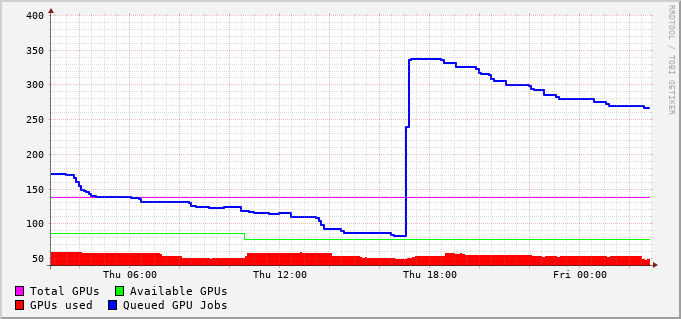 400
350
300
250
200
150
100
50
Thu 06:00 Thu 12:00 Thu 18:00 Fri 00:00
Total GPUs Available GPUs
GPUs used Queued GPU Jobs
RRDTOOL / TOBI OETIKER